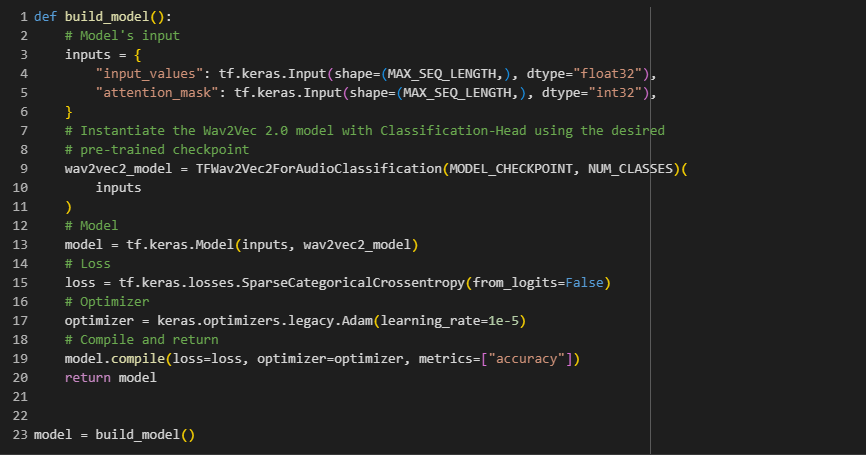 1 def build_model():
2     # Model's input
3     inputs = {
4         "input_values": tf.keras.Input(shape=(MAX_SEQ_LENGTH,), dtype="float32"),
5         "attention_mask": tf.keras.Input(shape=(MAX_SEQ_LENGTH,), dtype="int32"),
6     }
7     # Instantiate the Wav2Vec 2.0 model with Classification-Head using the desired
8     # pre-trained checkpoint
9     wav2vec2_model = TFWav2Vec2ForAudioClassification(MODEL_CHECKPOINT, NUM_CLASSES)(
10         inputs
11     )
12     # Model
13     model = tf.keras.Model(inputs, wav2vec2_model)
14     # Loss
15     loss = tf.keras.losses.SparseCategoricalCrossentropy(from_logits=False)
16     # Optimizer
17     optimizer = keras.optimizers.legacy.Adam(learning_rate=1e-5)
18     # Compile and return
19     model.compile(loss=loss, optimizer=optimizer, metrics=["accuracy"])
20     return model
21
22
23 model = build_model()